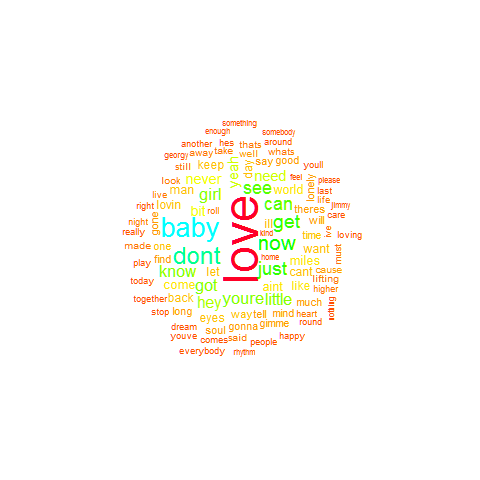 something
enough somebody
another hes thats around
georgy away take well whats
still keep yeah day say good youll
look never need feel please
live man girl see world lonely last
right lovin bit roll love can theres life jimmy
night gone baby ill get will care
really kind now time ive loving
made one dont home want must
play find know let just cant miles cause
today come got aint like lifting
together back hey youre little much higher
stop long eyes way tell mind heart nothing
dream soul gonna gimme round
youve comes said people happy
everybody rhythm